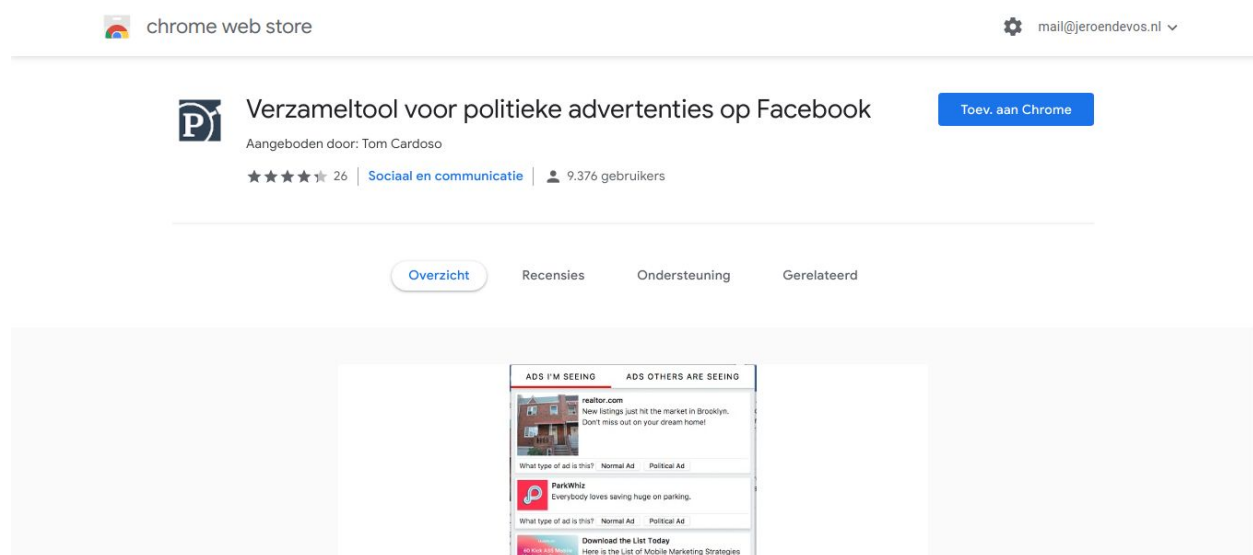 chrome web store
mail@jeroendevos.nl
Verzameltool voor politieke advertenties op Facebook
Toev. aan Chrome
Aangeboden door: Tom Cardoso
26 Sociaal en communicatie 9.376 gebruikers
Overzicht Recensies Ondersteuning Gerelateerd
ADS I'M SEEING ADS OTHERS ARE SEEING
realtor.com
New listings just hit the market in Brooklyn.
Don't miss out on your dream home!
What type of ad is this? Normal Ad Political Ad
ParkWhiz
Everybody loves saving huge on parking.
What type of ad is this? Normal Ad Political Ad
Download the List Today
Here is the List of Mobile Marketing Strategies